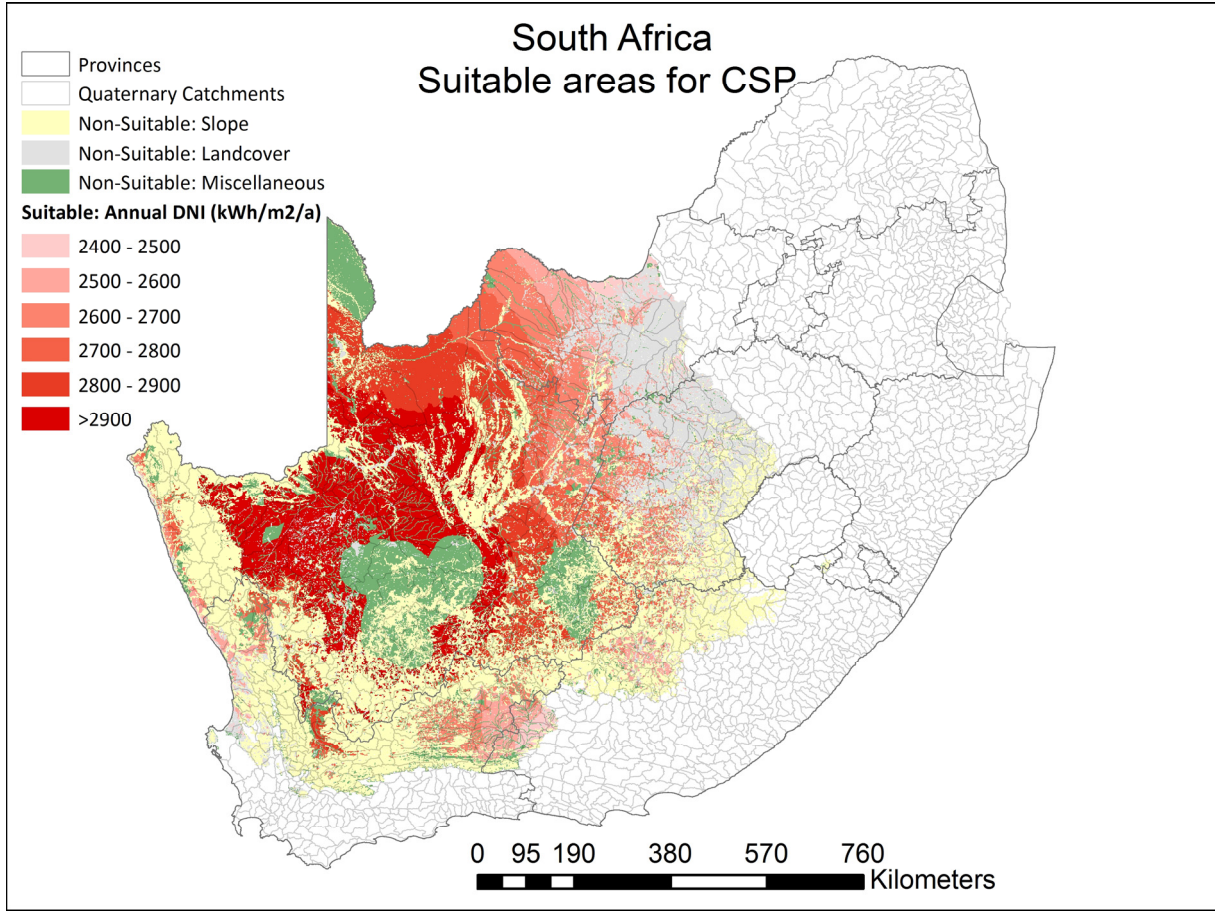 South Africa
Suitable areas for CSP
Provinces
Quaternary Catchments
Non-Suitable: Slope
Non-Suitable: Landcover
Non-Suitable: Miscellaneous
Suitable: Annual DNI (kWh/m2/a)
2400 - 2500
2500 - 2600
2600 - 2700
2700 - 2800
2800 - 2900
>2900
0 95 190 380 570 760
Kilometers